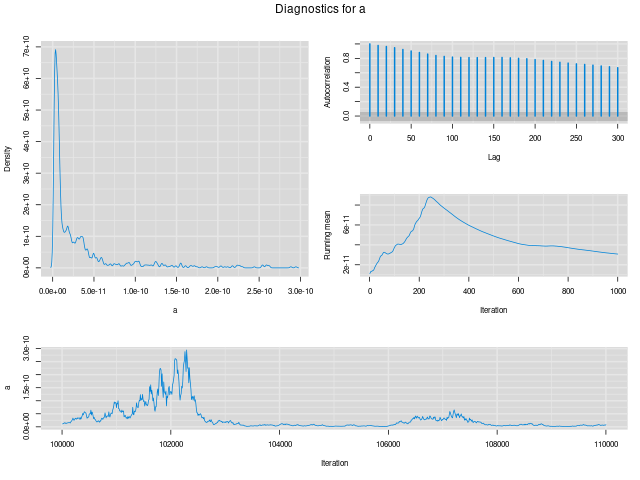 Diagnostics for a
Density
0e+00 1e+10 2e+10 3e+10 4e+10 5e+10 6e+10 7e+10
0.0e+00 5.0e-11 1.0e-10 1.5e-10 2.0e-10 2.5e-10 3.0e-10
a
Autocorrelation
0.0 0.4 0.8
0 50 100 150 200 250 300
Lag
Running mean
2e-11 6e-11
0 200 400 600 800 1000
Iteration
a
0.0e+00 1.5e-10 3.0e-10
100000 102000 104000 106000 108000 110000
Iteration